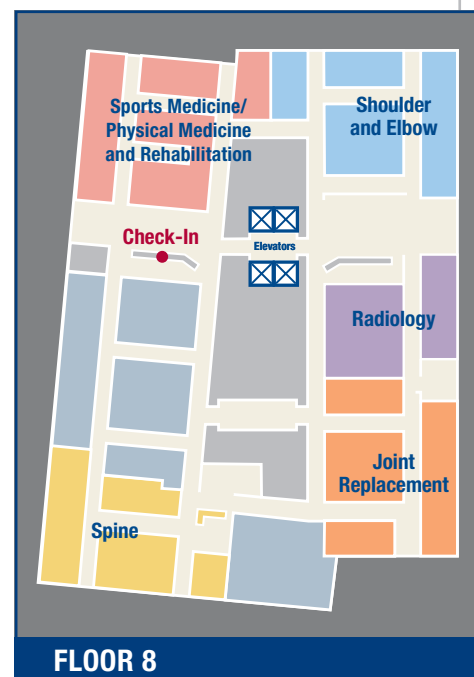 Sports Medicine/
Physical Medicine
and Rehabilitation
Shoulder
and Elbow
Check-In
Elevators
Radiology
Joint
Replacement
Spine
FLOOR 8